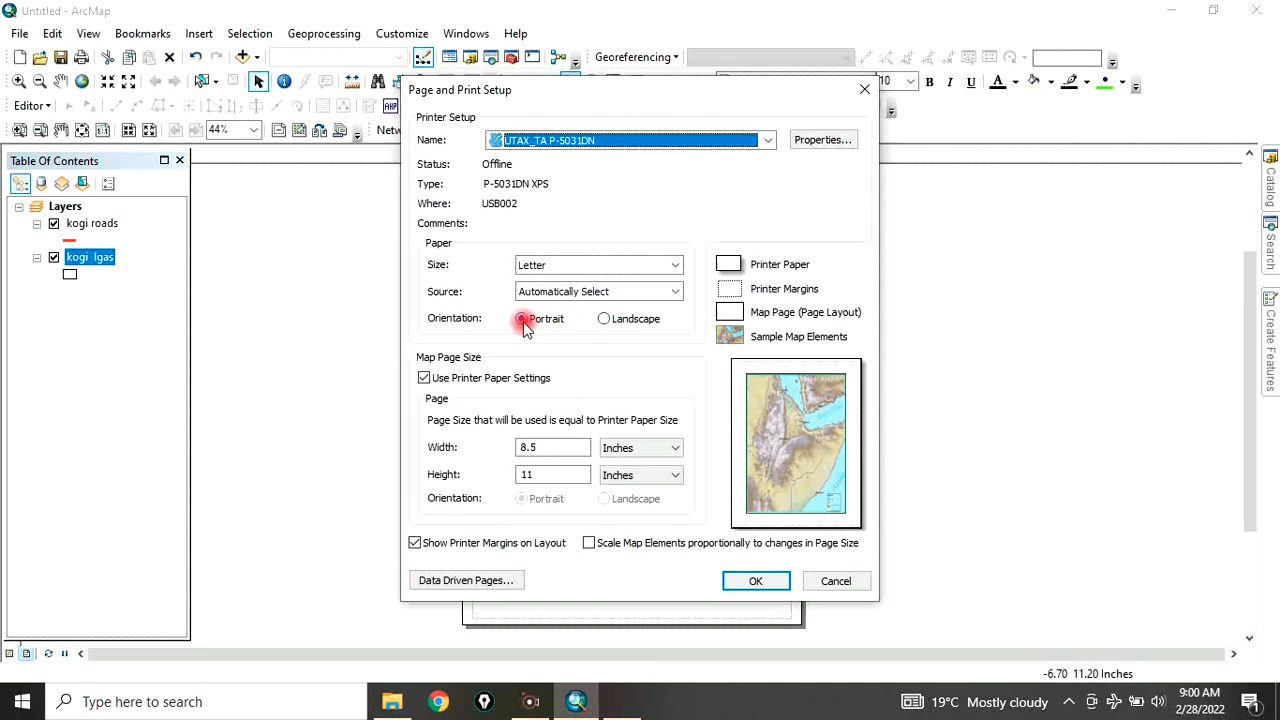 Untitled - ArcMap
File Edit View Bookmarks Insert Selection Geoprocessing Customize Windows Help
Georeferencing
10 B I U A
Editor
AHP
44%
Netw
Table Of Contents
Layers
kogi roads
kogi lgas
Page and Print Setup
Printer Setup
Name: UTAX_TA P-5031DN Properties...
Status: Offline
Type: P-5031DN XPS
Where: USB002
Comments:
Paper
Size: Letter
Source: Automatically Select
Orientation: Portrait Landscape
Printer Paper
Printer Margins
Map Page (Page Layout)
Sample Map Elements
Map Page Size
Use Printer Paper Settings
Page
Page Size that will be used is equal to Printer Paper Size
Width: 8.5 Inches
Height: 11 Inches
Orientation: Portrait Landscape
Show Printer Margins on Layout Scale Map Elements proportionally to changes in Page Size
Data Driven Pages... OK Cancel
Catalog
Search
Create Features
-6.70 11.20 Inches
Type here to search
19°C Mostly cloudy
9:00 AM
2/28/2022
1